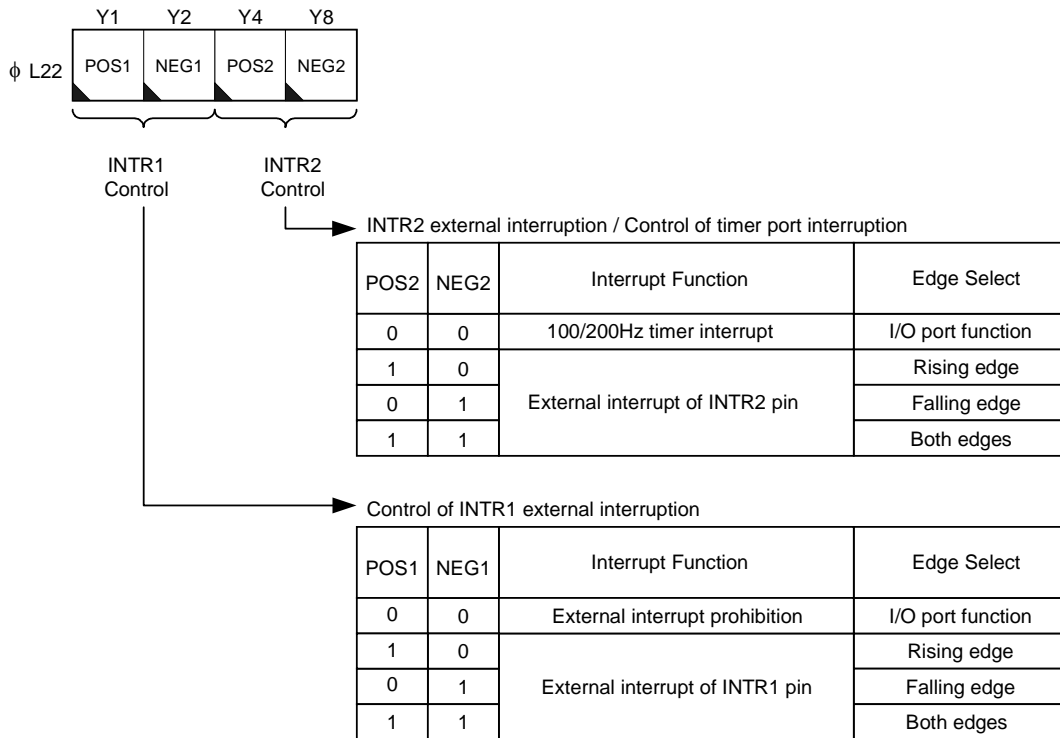 Y1 Y2 Y4 Y8
ϕ L22 POS1 NEG1 POS2 NEG2
INTR1 Control
INTR2 Control
INTR2 external interruption / Control of timer port interruption
POS2 NEG2 Interrupt Function Edge Select
0 0 100/200Hz timer interrupt I/O port function
1 0 External interrupt of INTR2 pin Rising edge
0 1 Falling edge
1 1 Both edges
Control of INTR1 external interruption
POS1 NEG1 Interrupt Function Edge Select
0 0 External interrupt prohibition I/O port function
1 0 External interrupt of INTR1 pin Rising edge
0 1 Falling edge
1 1 Both edges